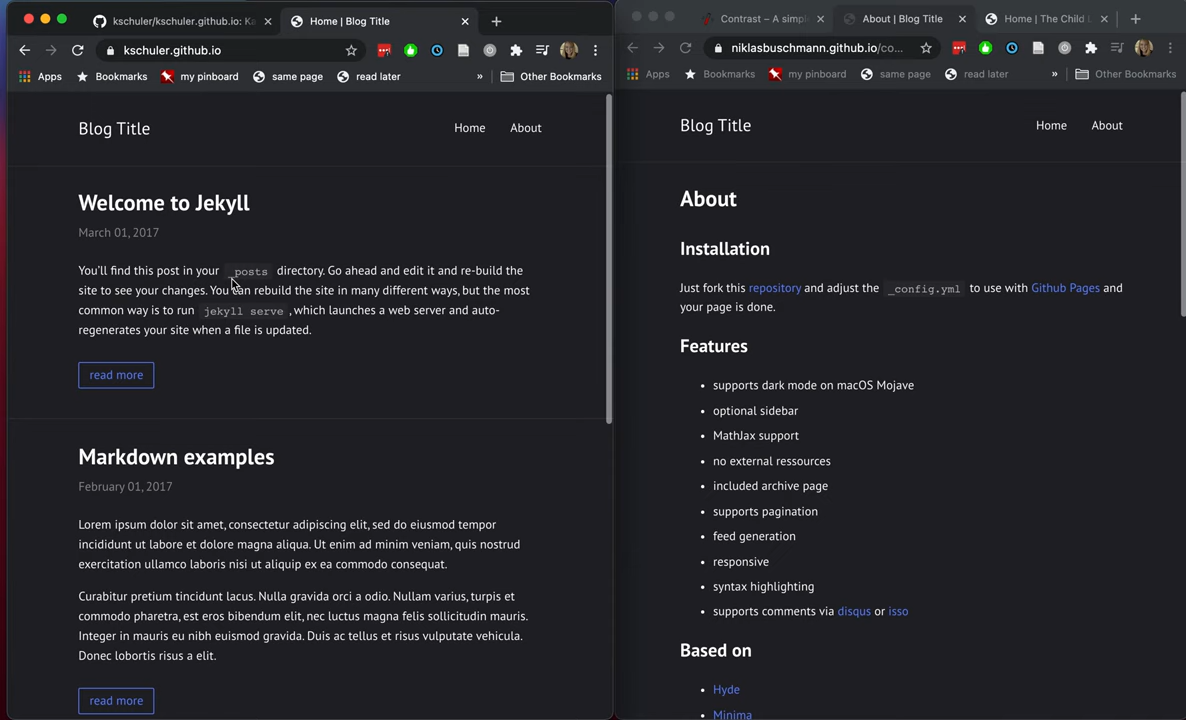 kschuler/kschuler.github.io: Ka
Home | Blog Title
kschuler.github.io
Apps
Bookmarks
my pinboard
same page
read later
»
Other Bookmarks
Blog Title
Home
About
Welcome to Jekyll
March 01, 2017
You'll find this post in your _posts directory. Go ahead and edit it and re-build the
site to see your changes. You can rebuild the site in many different ways, but the most
common way is to run jekyll serve , which launches a web server and auto-
regenerates your site when a file is updated.
read more
Markdown examples
February 01, 2017
Lorem ipsum dolor sit amet, consectetur adipiscing elit, sed do eiusmod tempor
incididunt ut labore et dolore magna aliqua. Ut enim ad minim veniam, quis nostrud
exercitation ullamco laboris nisi ut aliquip ex ea commodo consequat.
Curabitur pretium tincidunt lacus. Nulla gravida orci a odio. Nullam varius, turpis et
commodo pharetra, est eros bibendum elit, nec luctus magna felis sollicitudin mauris.
Integer in mauris eu nibh euismod gravida. Duis ac tellus et risus vulputate vehicula.
Donec lobortis risus a elit.
read more
Contrast – A simpl
About | Blog Title
Home | The Child L
niklasbuschmann.github.io/co...
Apps
Bookmarks
my pinboard
same page
read later
»
Other Bookmarks
Blog Title
Home
About
About
Installation
Just fork this repository and adjust the _config.yml to use with Github Pages and
your page is done.
Features
• supports dark mode on macOS Mojave
• optional sidebar
• MathJax support
• no external ressources
• included archive page
• supports pagination
• feed generation
• responsive
• syntax highlighting
• supports comments via disqus or isso
Based on
• Hyde
• Minima